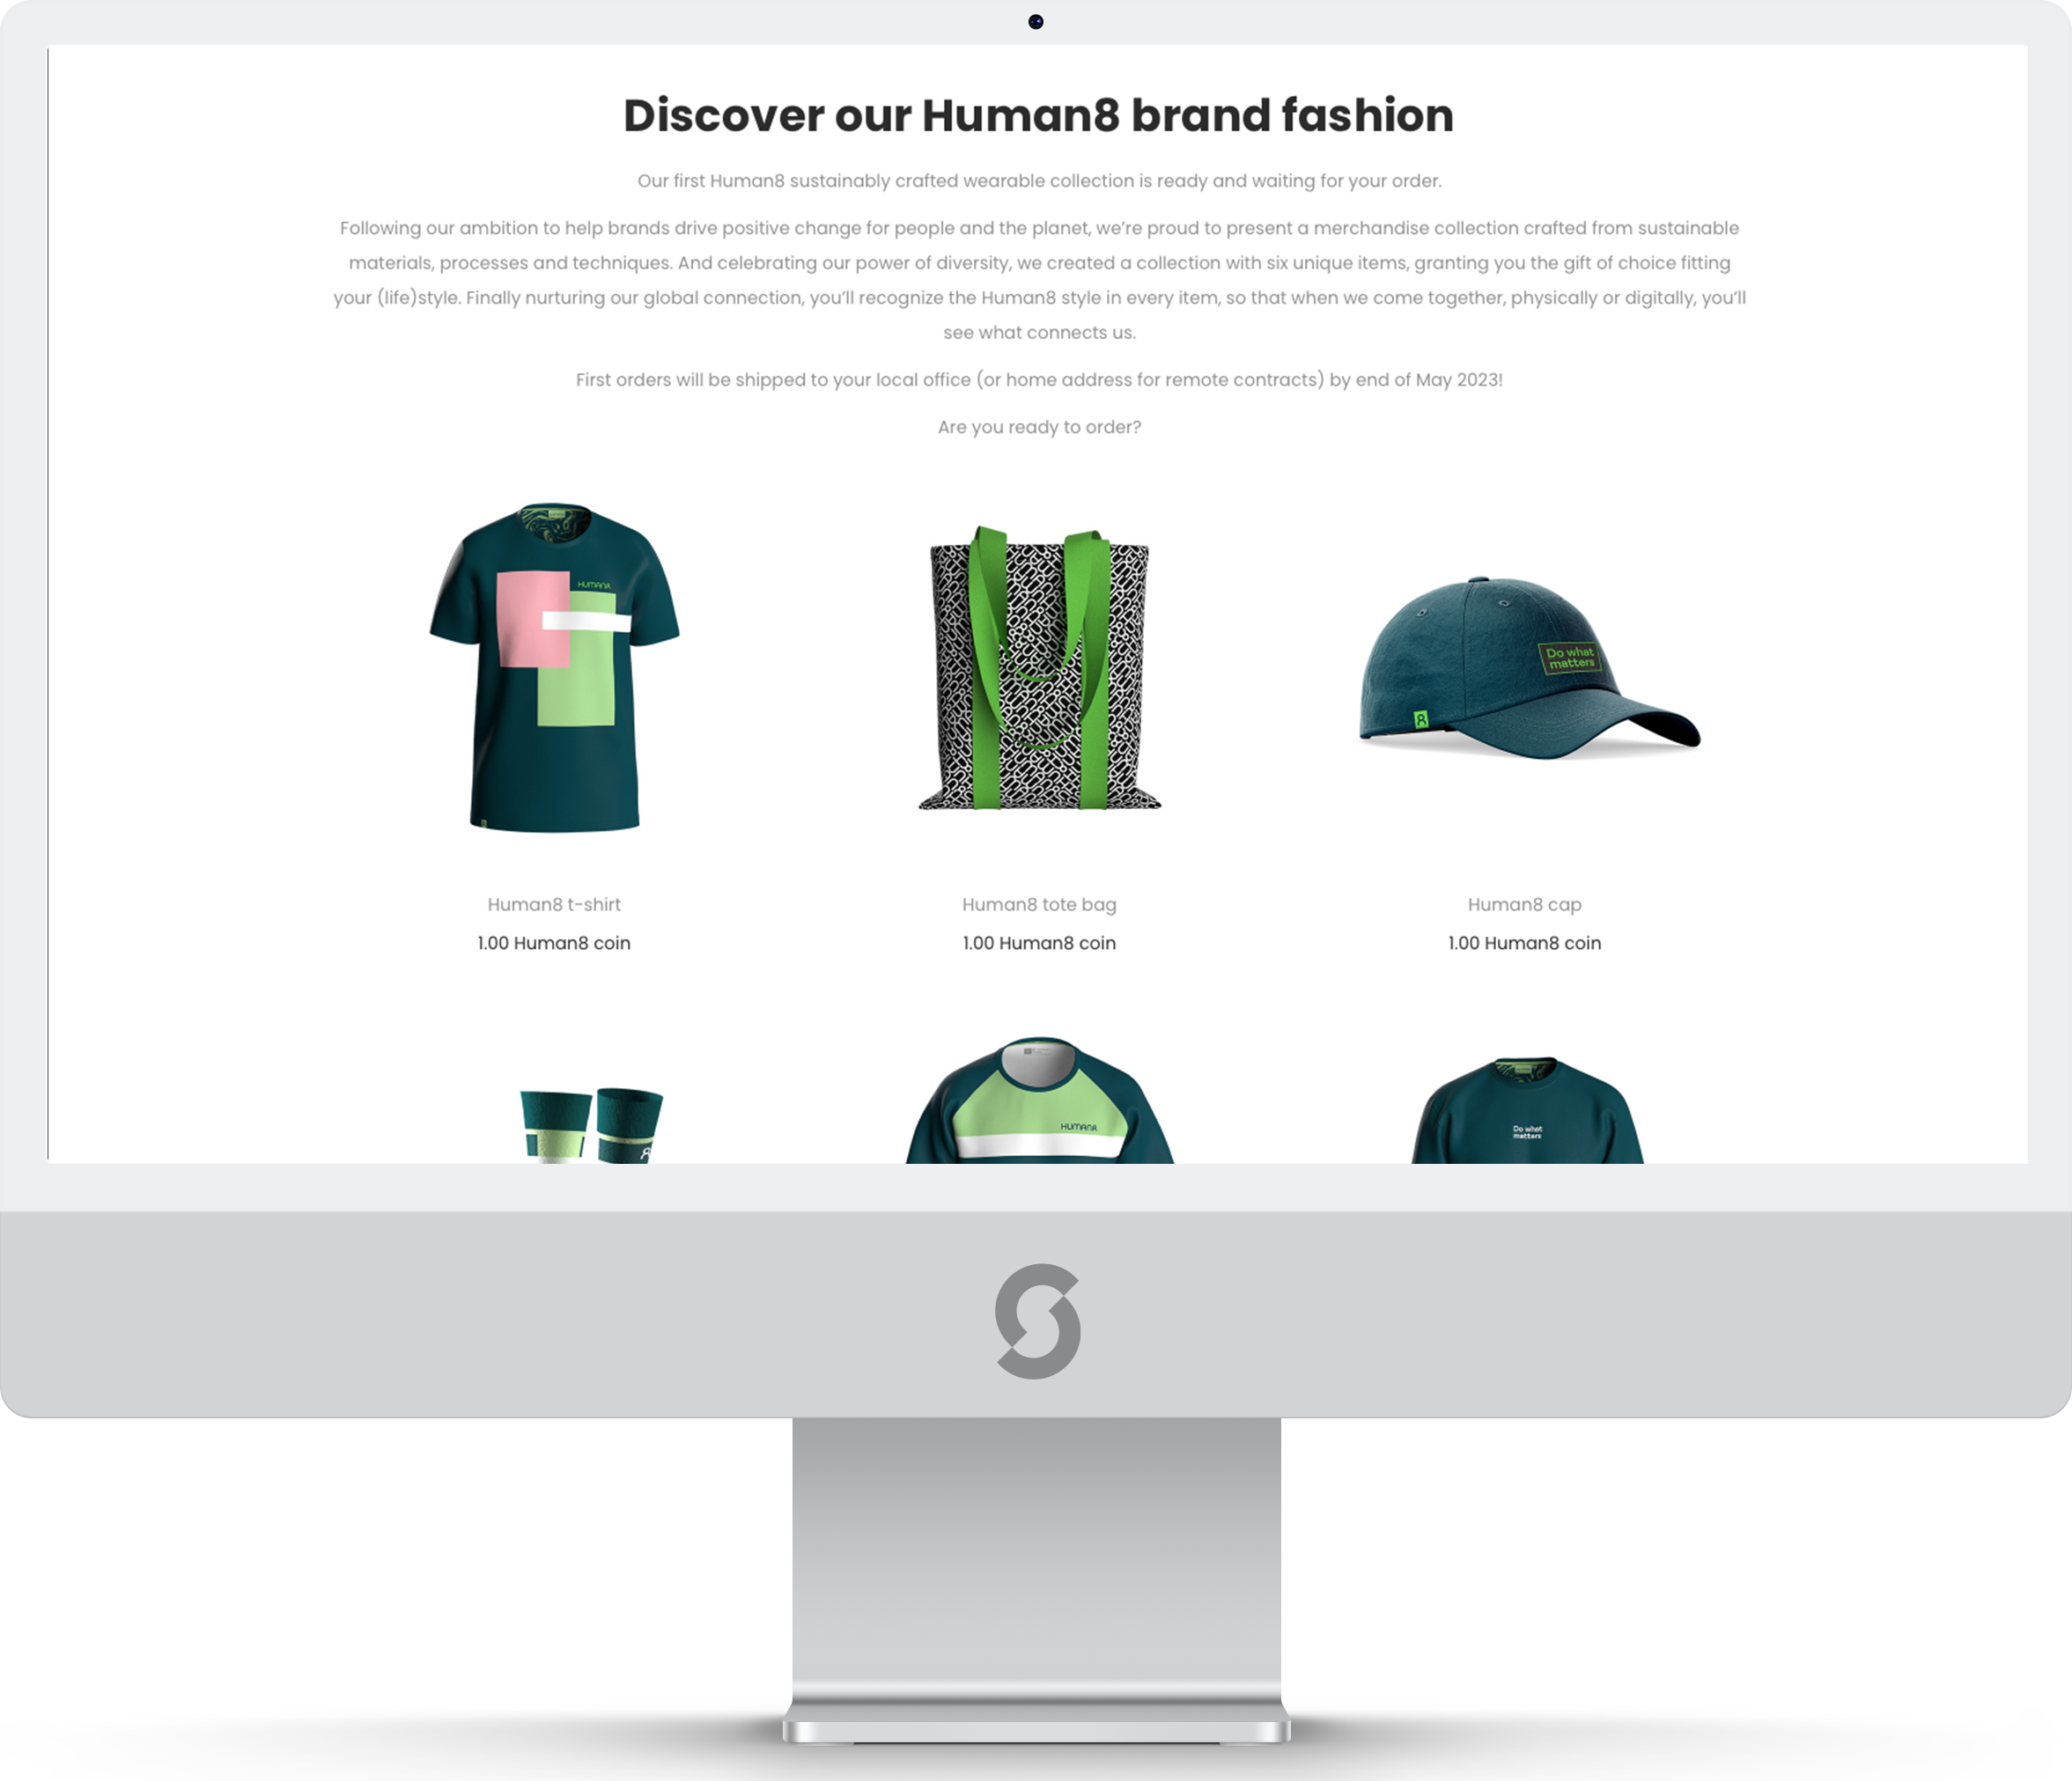 Discover our Human8 brand fashion
Our first Human8 sustainably crafted wearable collection is ready and waiting for your order.
Following our ambition to help brands drive positive change for people and the planet, we’re proud to present a merchandise collection crafted from sustainable
materials, processes and techniques. And celebrating our power of diversity, we created a collection with six unique items, granting you the gift of choice fitting
your (life)style. Finally nurturing our global connection, you’ll recognize the Human8 style in every item, so that when we come together, physically or digitally, you’ll
see what connects us.
First orders will be shipped to your local office (or home address for remote contracts) by end of May 2023!
Are you ready to order?
HUMAN8
Do what
matters
8
Human8 t-shirt
Human8 tote bag
Human8 cap
1.00 Human8 coin
1.00 Human8 coin
1.00 Human8 coin
HUMAN8
Do what
matters
8